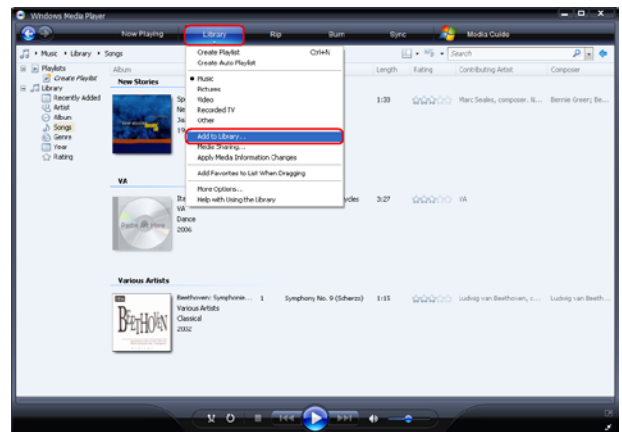 Windows Media Player
Now Playing Library Rip Burn Sync Media Guide
Music Library Songs
Search
Create Playlist Ctrl+N
Create Auto Playlist
Music
Pictures
Video
Recorded TV
Other
Add to Library...
Media Sharing...
Apply Media Information Changes
Add Favorites to List When Dragging
More Options...
Help with Using the Library
Playlists
Create Playlist
Library
Recently Added
Artist
Album
Songs
Genre
Year
Rating
Album Length Rating Contributing Artist Composer
New Stories
1:33 Marc Seales, composer. N... Bernie Green; Be...
VA
VA
Dance
2006
3:27 VA
Various Artists
Beethoven: Symphonie... 1 Symphony No. 9 (Scherzo) 1:15 Ludwig van Beethoven, c... Ludwig van Beeth...
Various Artists
Classical
2002
BEETHOVEN